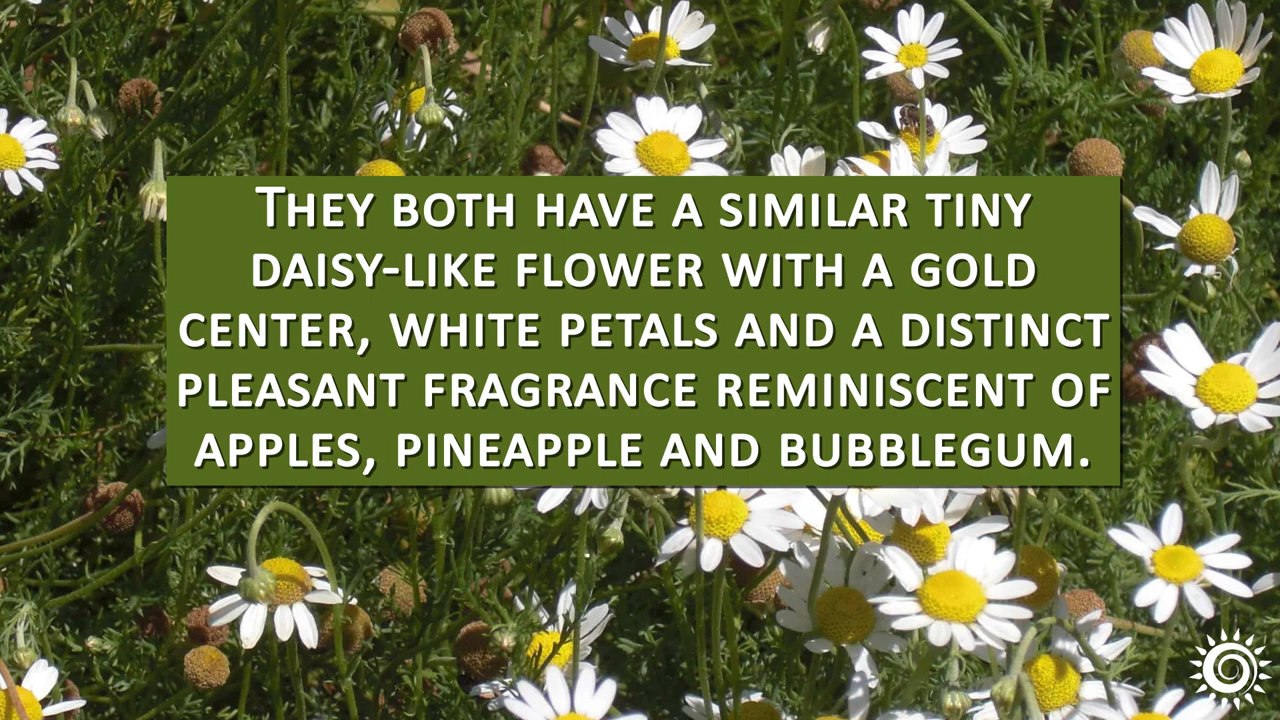 They both have a similar tiny
daisy-like flower with a gold
center, white petals and a distinct
pleasant fragrance reminiscent of
apples, pineapple and bubblegum.